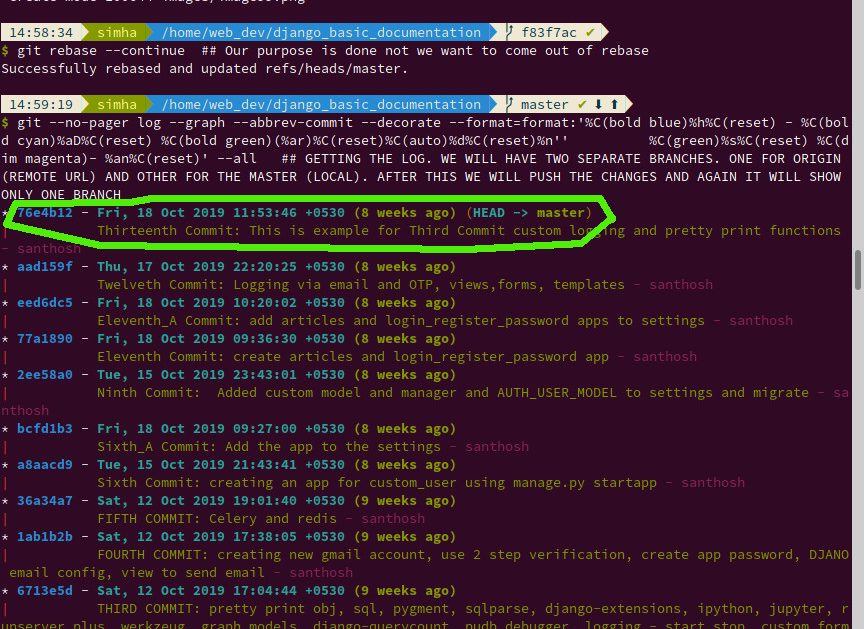 14:58:34 simha /home/web_dev/django_basic_documentation f83f7ac ✔
$ git rebase --continue ## Our purpose is done not we want to come out of rebase
Successfully rebased and updated refs/heads/master.
14:59:19 simha /home/web_dev/django_basic_documentation master ✔ ⬇ ⬆
$ git --no-pager log --graph --abbrev-commit --decorate --format=format:'%C(bold blue)%h%C(reset) - %C(bol
d cyan)%aD%C(reset) %C(bold green)(%ar)%C(reset)%C(auto)%d%C(reset)%n'' %C(green)%s%C(reset) %C(d
im magenta)- %an%C(reset)' --all ## GETTING THE LOG. WE WILL HAVE TWO SEPARATE BRANCHES. ONE FOR ORIGIN
(REMOTE URL) AND OTHER FOR THE MASTER (LOCAL). AFTER THIS WE WILL PUSH THE CHANGES AND AGAIN IT WILL SHOW
ONLY ONE BRANCH
* 76e4b12 - Fri, 18 Oct 2019 11:53:46 +0530 (8 weeks ago) (HEAD -> master)
| Thirteenth Commit: This is example for Third Commit custom logging and pretty print functions
- santhosh
* aad159f - Thu, 17 Oct 2019 22:20:25 +0530 (8 weeks ago)
| Twelveth Commit: Logging via email and OTP, views,forms, templates - santhosh
* eed6dc5 - Fri, 18 Oct 2019 10:20:02 +0530 (8 weeks ago)
| Eleventh_A Commit: add articles and login_register_password apps to settings - santhosh
* 77a1890 - Fri, 18 Oct 2019 09:36:30 +0530 (8 weeks ago)
| Eleventh Commit: create articles and login_register_password app - santhosh
* 2ee58a0 - Tue, 15 Oct 2019 23:43:01 +0530 (8 weeks ago)
| Ninth Commit: Added custom model and manager and AUTH_USER_MODEL to settings and migrate - sa
nthosh
* bcfd1b3 - Fri, 18 Oct 2019 09:27:00 +0530 (8 weeks ago)
| Sixth_A Commit: Add the app to the settings - santhosh
* a8aacd9 - Tue, 15 Oct 2019 21:43:41 +0530 (8 weeks ago)
| Sixth Commit: creating an app for custom_user using manage.py startapp - santhosh
* 36a34a7 - Sat, 12 Oct 2019 19:01:40 +0530 (9 weeks ago)
| FIFTH COMMIT: Celery and redis - santhosh
* 1ab1b2b - Sat, 12 Oct 2019 17:38:05 +0530 (9 weeks ago)
| FOURTH COMMIT: creating new gmail account, use 2 step verification, create app password, DJANO
email config, view to send email - santhosh
* 6713e5d - Sat, 12 Oct 2019 17:04:44 +0530 (9 weeks ago)
| THIRD COMMIT: pretty print obj, sql, pygment, sqlparse, django-extensions, ipython, jupyter, r
unserver_plus, werkzeug, graph_models, django-querycount, pudb debugger, logging - start stop, custom form